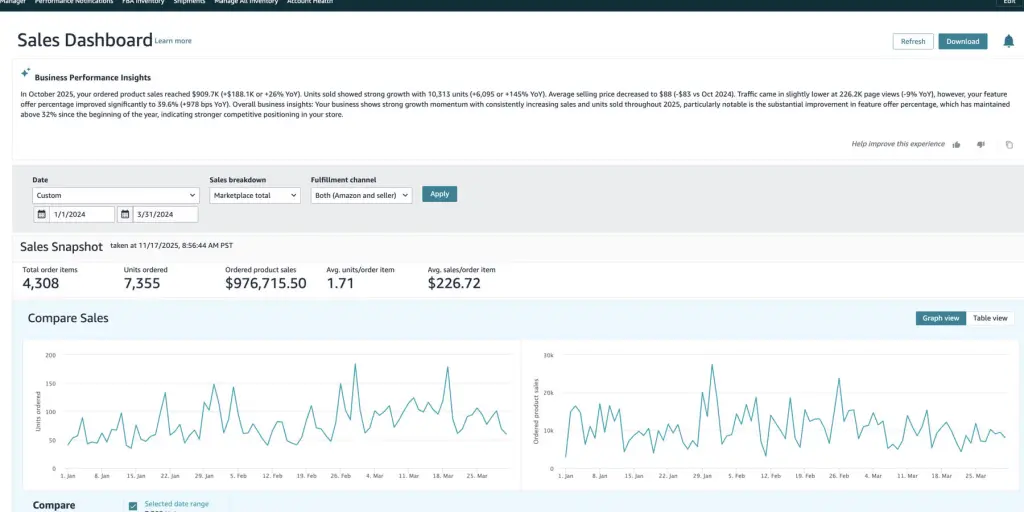 Manager Performance Notifications FBA Inventory Shipments Manage All Inventory Account Health Edit
Sales Dashboard Learn more Refresh Download
Business Performance Insights
In October 2025, your ordered product sales reached $909.7K (+$188.1K or +26% YoY). Units sold showed strong growth with 10,313 units (+6,095 or +145% YoY). Average selling price decreased to $88 (-$83 vs Oct 2024). Traffic came in slightly lower at 226.2K page views (-9% YoY), however, your feature
offer percentage improved significantly to 39.6% (+978 bps YoY). Overall business insights: Your business shows strong growth momentum with consistently increasing sales and units sold throughout 2025, particularly notable is the substantial improvement in feature offer percentage, which has maintained
above 32% since the beginning of the year, indicating stronger competitive positioning in your store.
Help improve this experience
Date Sales breakdown Fulfillment channel
Custom Marketplace total Both (Amazon and seller) Apply
1/1/2024 3/31/2024
Sales Snapshot taken at 11/17/2025, 8:56:44 AM PST
Total order items Units ordered Ordered product sales Avg. units/order item Avg. sales/order item
4,308 7,355 $976,715.50 1.71 $226.72
Compare Sales Graph view Table view
Units ordered
200
150
100
50
0
1. Jan 8. Jan 15. Jan 22. Jan 29. Jan 5. Feb 12. Feb 19. Feb 26. Feb 4. Mar 11. Mar 18. Mar 25. Mar
Ordered product sales
30k
20k
10k
0
1. Jan 8. Jan 15. Jan 22. Jan 29. Jan 5. Feb 12. Feb 19. Feb 26. Feb 4. Mar 11. Mar 18. Mar 25. Mar
Compare Selected date range